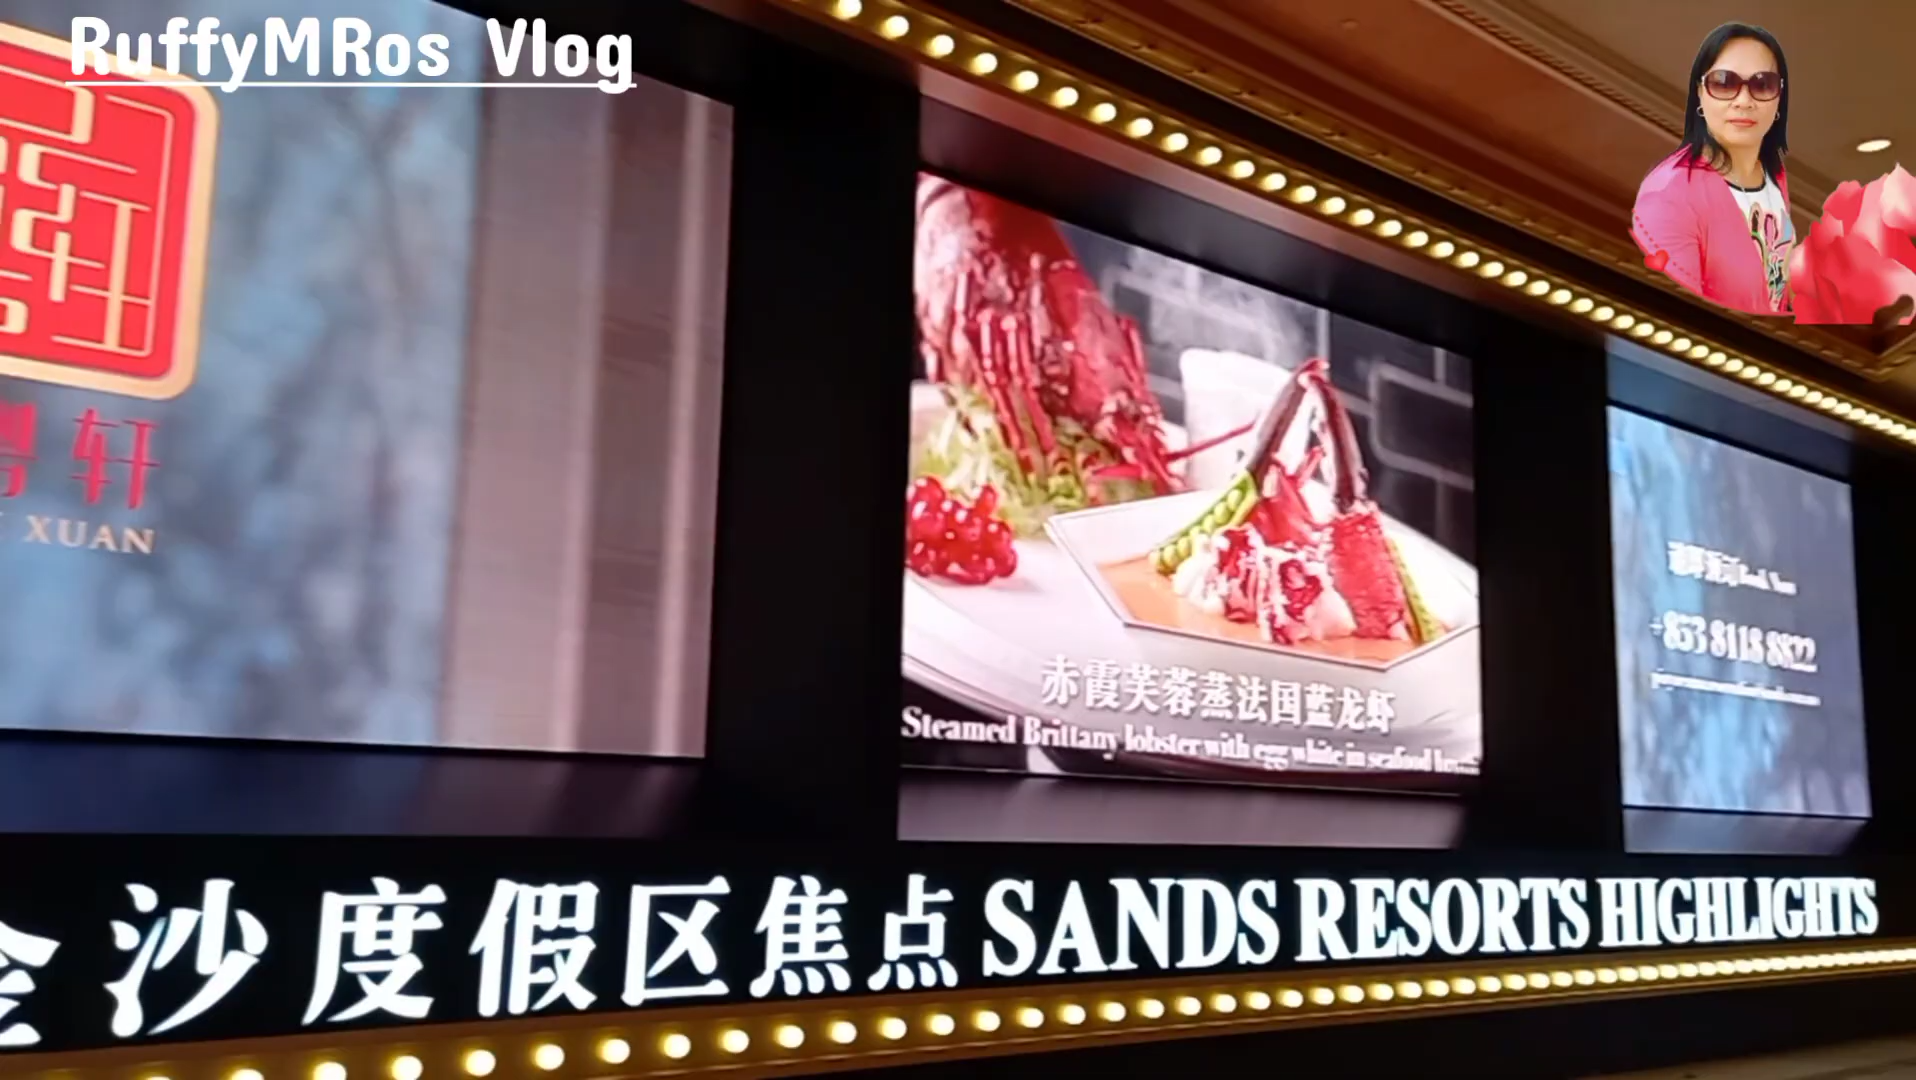 RuffyMRos Vlog
轩
XUAN
赤霞芙蓉蒸法国蓝龙虾
Steamed Brittany lobster with egg white in seafood
+853 8118 8822
金沙度假区焦点 SANDS RESORTS HIGHLIGHTS